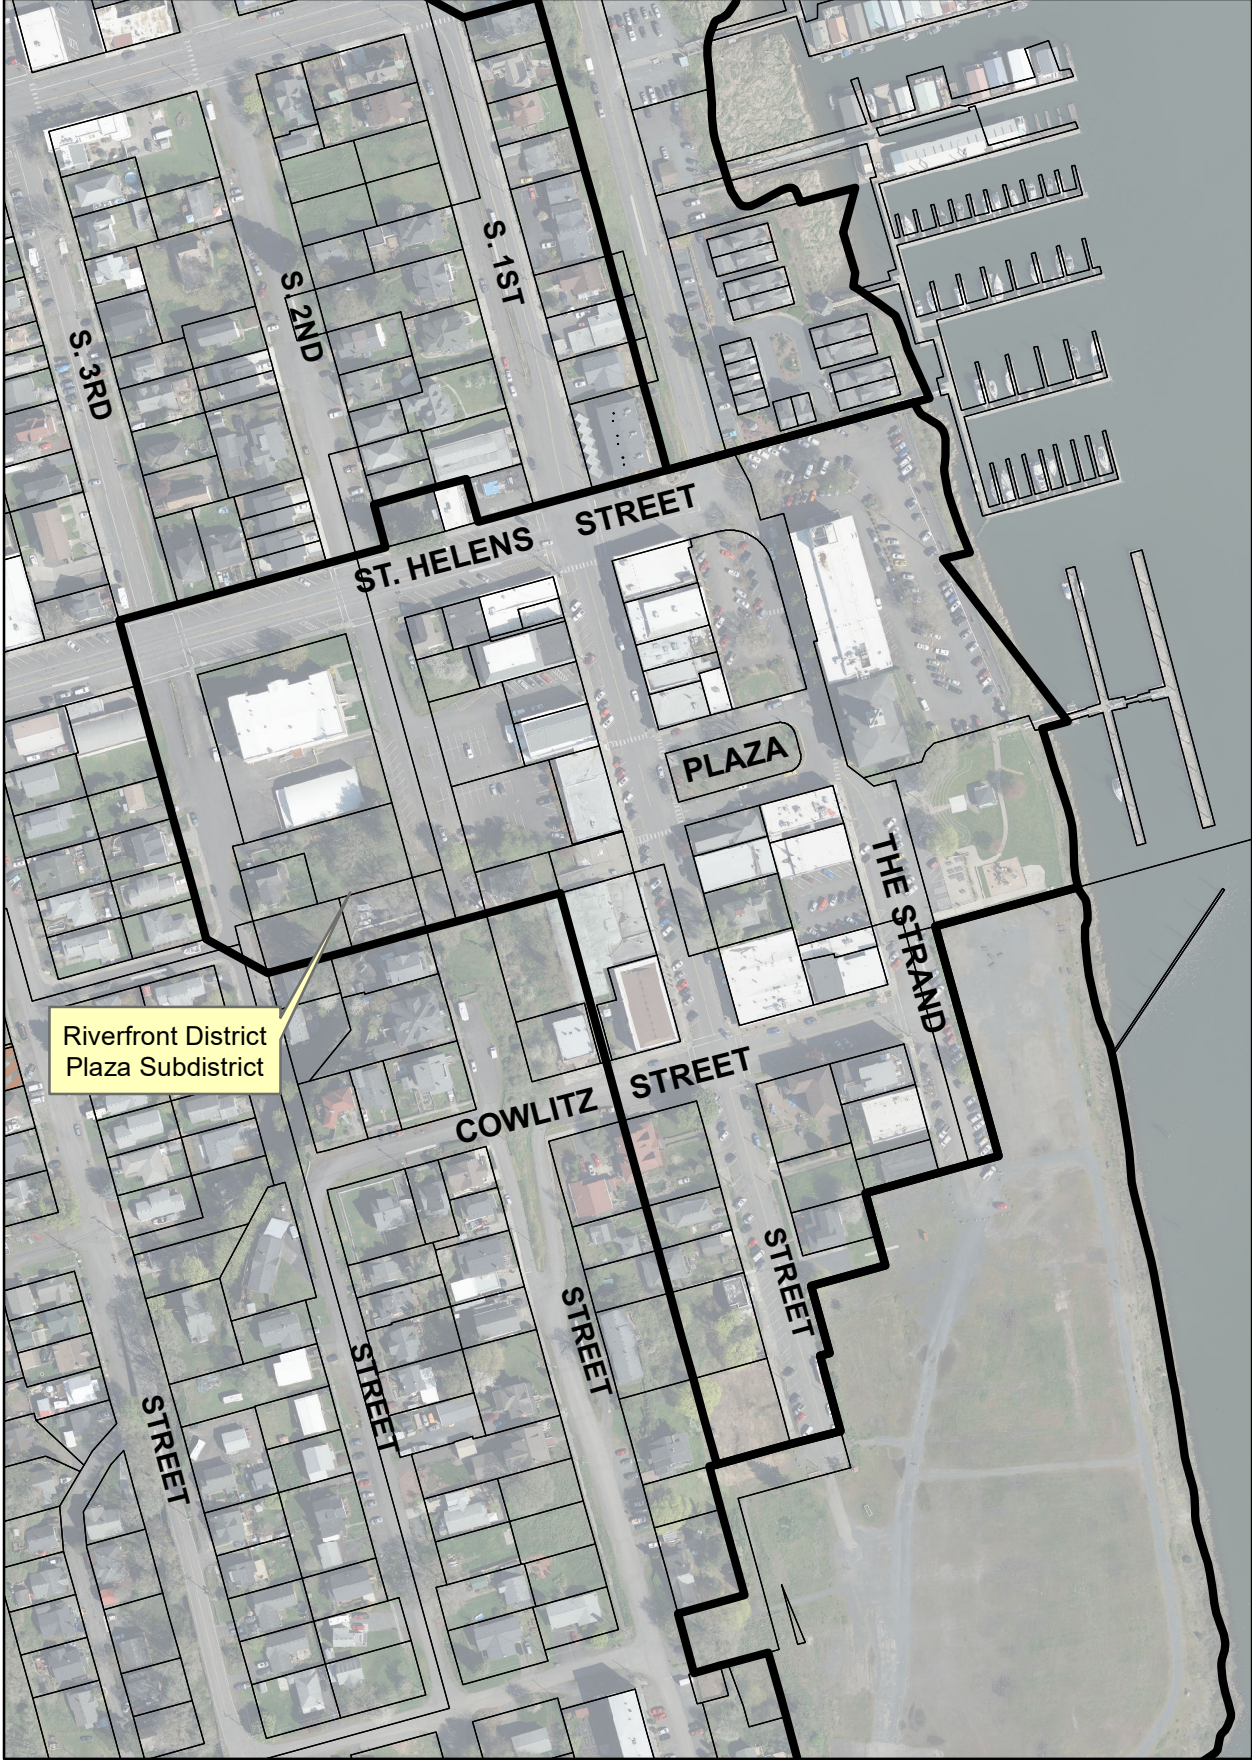 S. 1ST
S. 2ND
S. 3RD
ST. HELENS STREET
PLAZA
THE STRAND
Riverfront District
Plaza Subdistrict
COWLITZ STREET
STREET
STREET
STREET
STREET